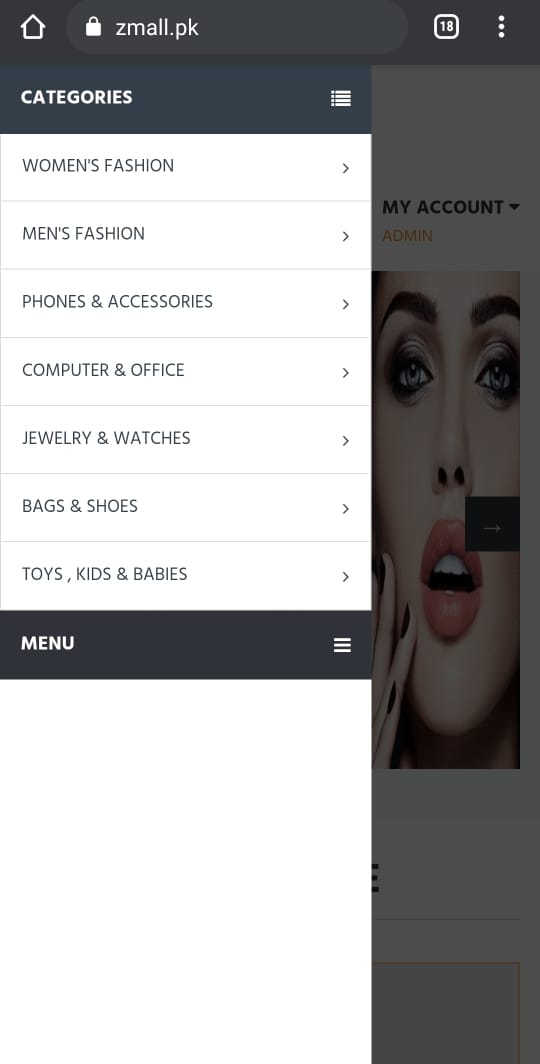 zmall.pk
18
CATEGORIES
WOMEN'S FASHION
MEN'S FASHION
PHONES & ACCESSORIES
COMPUTER & OFFICE
JEWELRY & WATCHES
BAGS & SHOES
TOYS , KIDS & BABIES
MENU
MY ACCOUNT
ADMIN
E